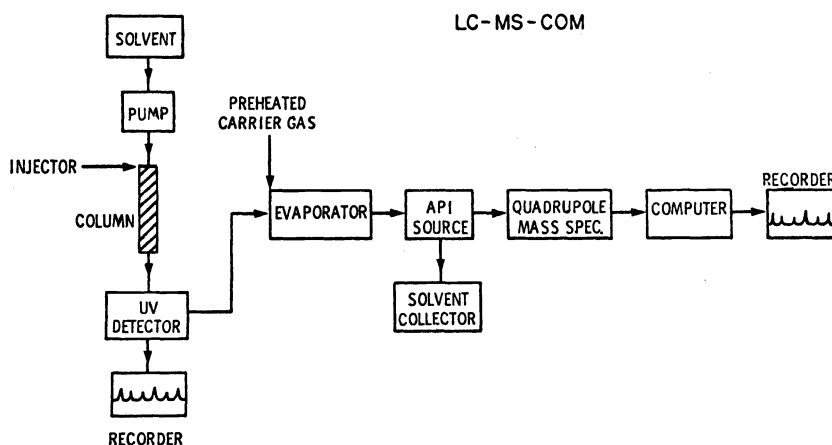 LC-MS-COM
SOLVENT
PUMP
INJECTOR
COLUMN
UV
DETECTOR
RECORDER
PREHEATED
CARRIER GAS
EVAPORATOR
API
SOURCE
SOLVENT
COLLECTOR
QUADRUPOLE
MASS SPEC.
COMPUTER
RECORDER